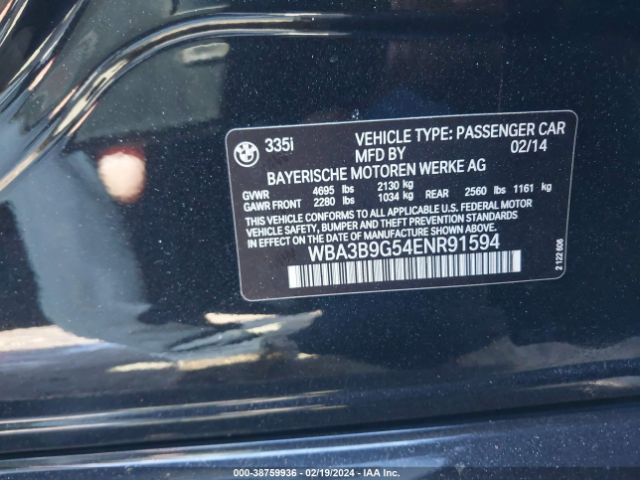 335i VEHICLE TYPE: PASSENGER CAR
MFD BY 02/14
BAYERISCHE MOTOREN WERKE AG
GVWR 4695 lbs 2130 kg
GAWR FRONT 2280 lbs 1034 kg REAR 2560 lbs 1161 kg
THIS VEHICLE CONFORMS TO ALL APPLICABLE U.S. FEDERAL MOTOR
VEHICLE SAFETY, BUMPER AND THEFT PREVENTION STANDARDS
IN EFFECT ON THE DATE OF MANUFACTURE SHOWN ABOVE.
WBA3B9G54ENR91594
2 122 606
000-38759936 - 02/19/2024 - IAA Inc.